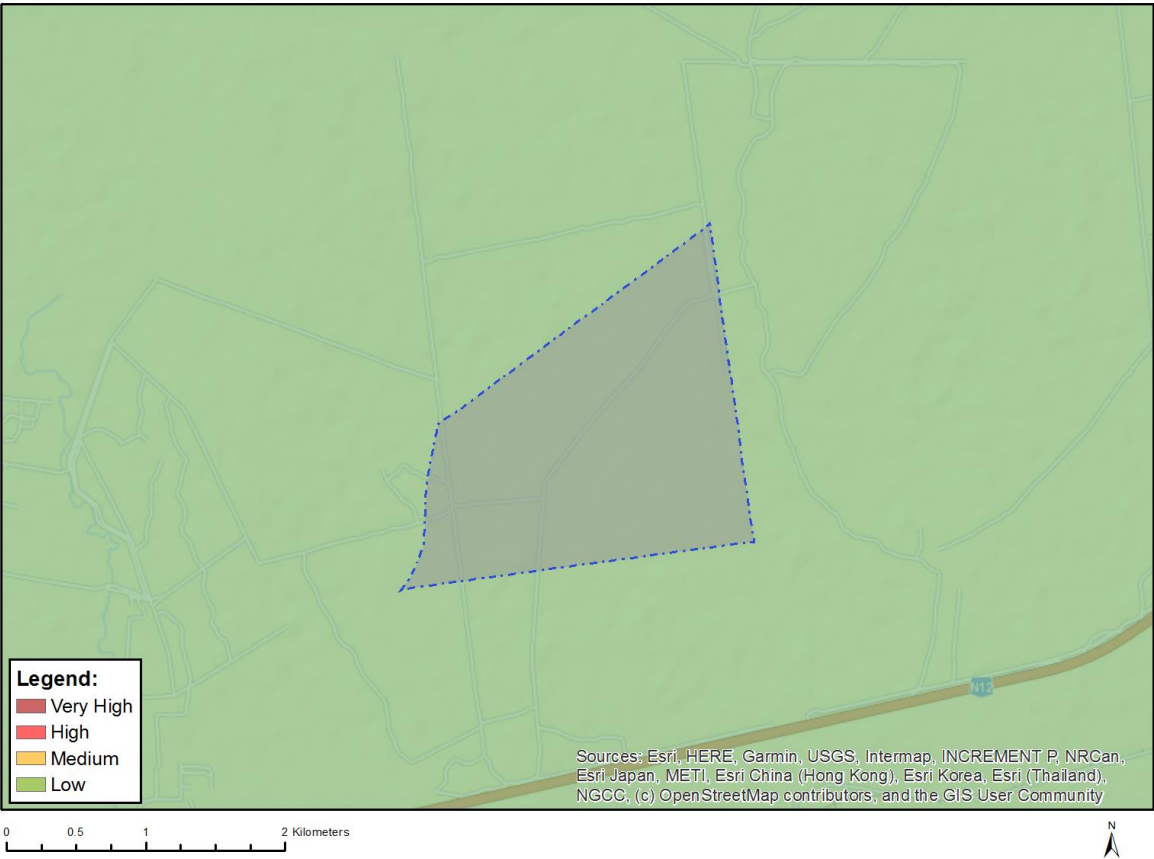 N12
Legend:
Very High
High
Medium
Low
Sources: Esri, HERE, Garmin, USGS, Intermap, INCREMENT P, NRCan,
Esri Japan, METI, Esri China (Hong Kong), Esri Korea, Esri (Thailand),
NGCC, (c) OpenStreetMap contributors, and the GIS User Community
0 0.5 1 2 Kilometers
N